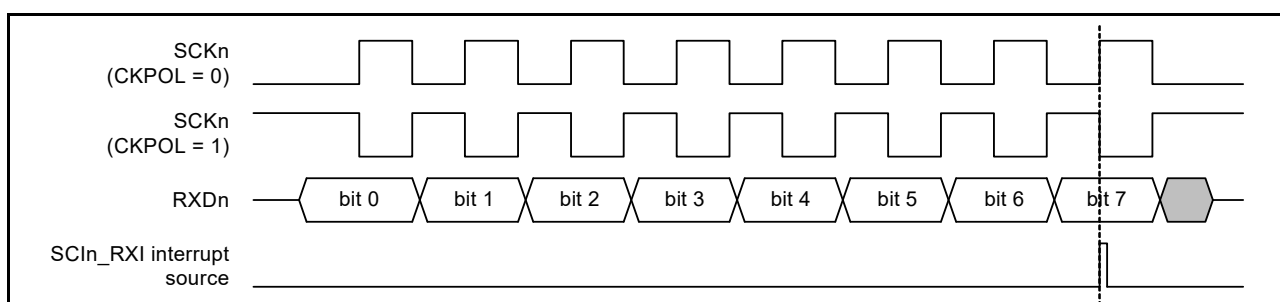 SCKn
(CKPOL = 0)
SCKn
(CKPOL = 1)
RXDn
bit 0 bit 1 bit 2 bit 3 bit 4 bit 5 bit 6 bit 7
SCIn_RXI interrupt
source